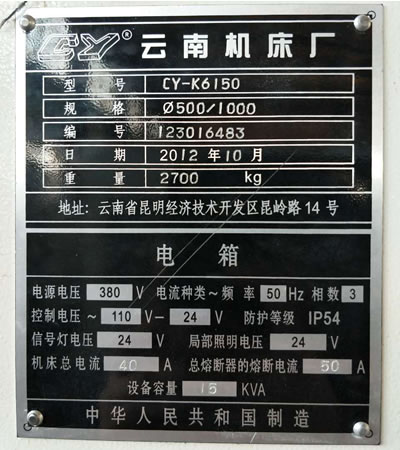 CY® 云南机床厂
型号 CY-K6150
规格 Ø500/1000
编号 123016483
日期 2012 年 10 月
重量 2700 kg
地址: 云南省昆明经济技术开发区昆岭路 14 号
电箱
电源电压 380 V 电流种类~频率 50 Hz 相数 3
控制电压~ 110 V— 24 V 防护等级 IP54
信号灯电压 24 V 局部照明电压 24 V
机床总电流 40 A 总熔断器的熔断电流 50 A
设备容量 15 KVA
中华人民共和国制造